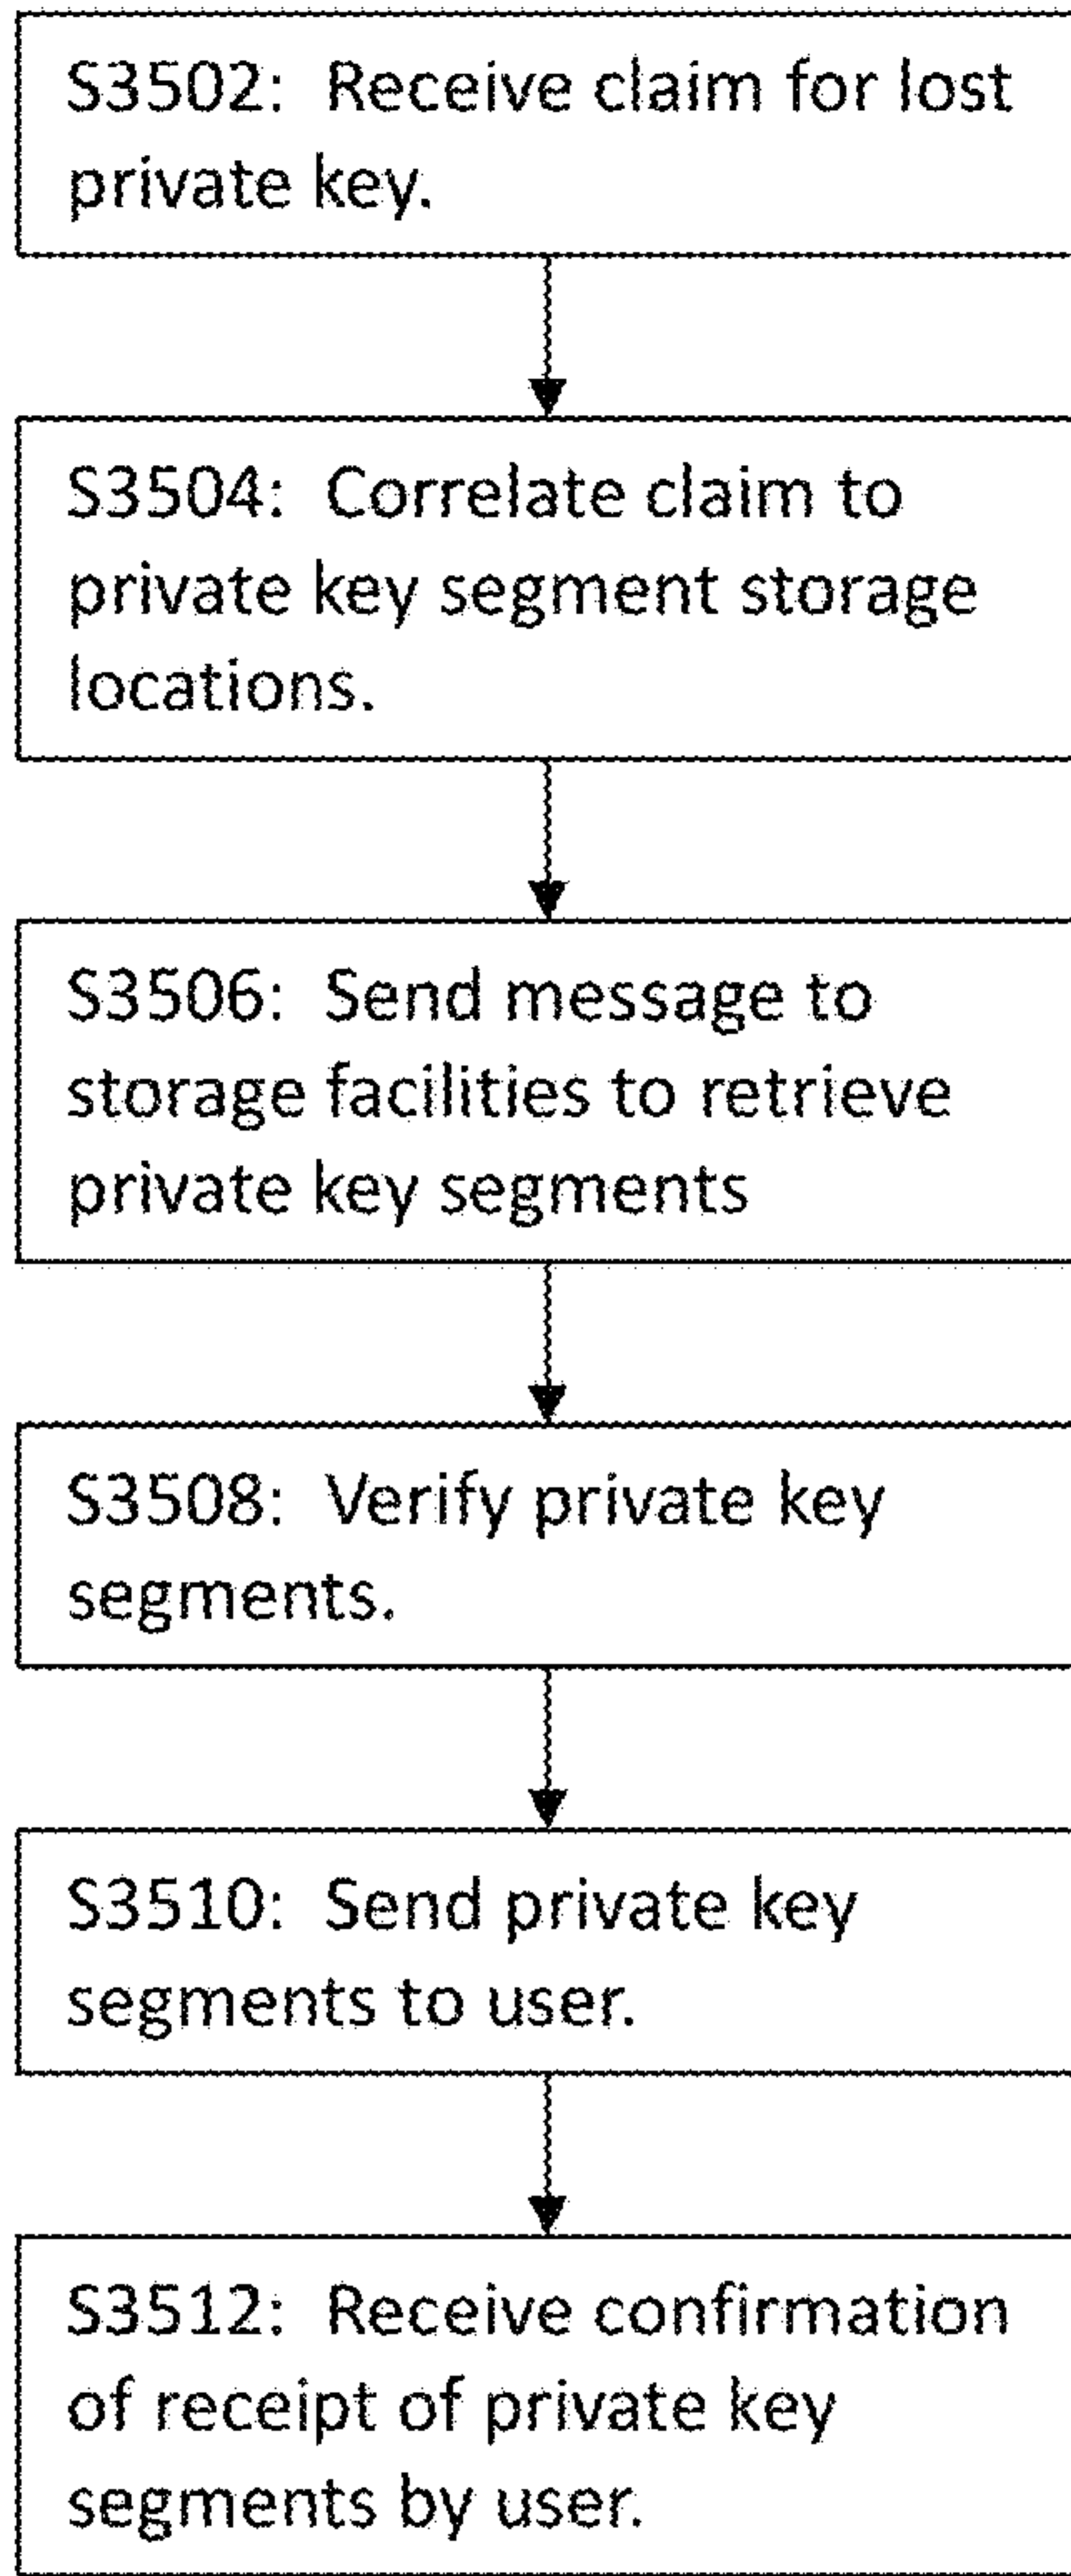 S3502: Receive claim for lost
private key.
S3504: Correlate claim to
private key segment storage
locations.
S3506: Send message to
storage facilities to retrieve
private key segments
S3508: Verify private key
segments.
S3510: Send private key
segments to user.
S3512: Receive confirmation
of receipt of private key
segments by user.